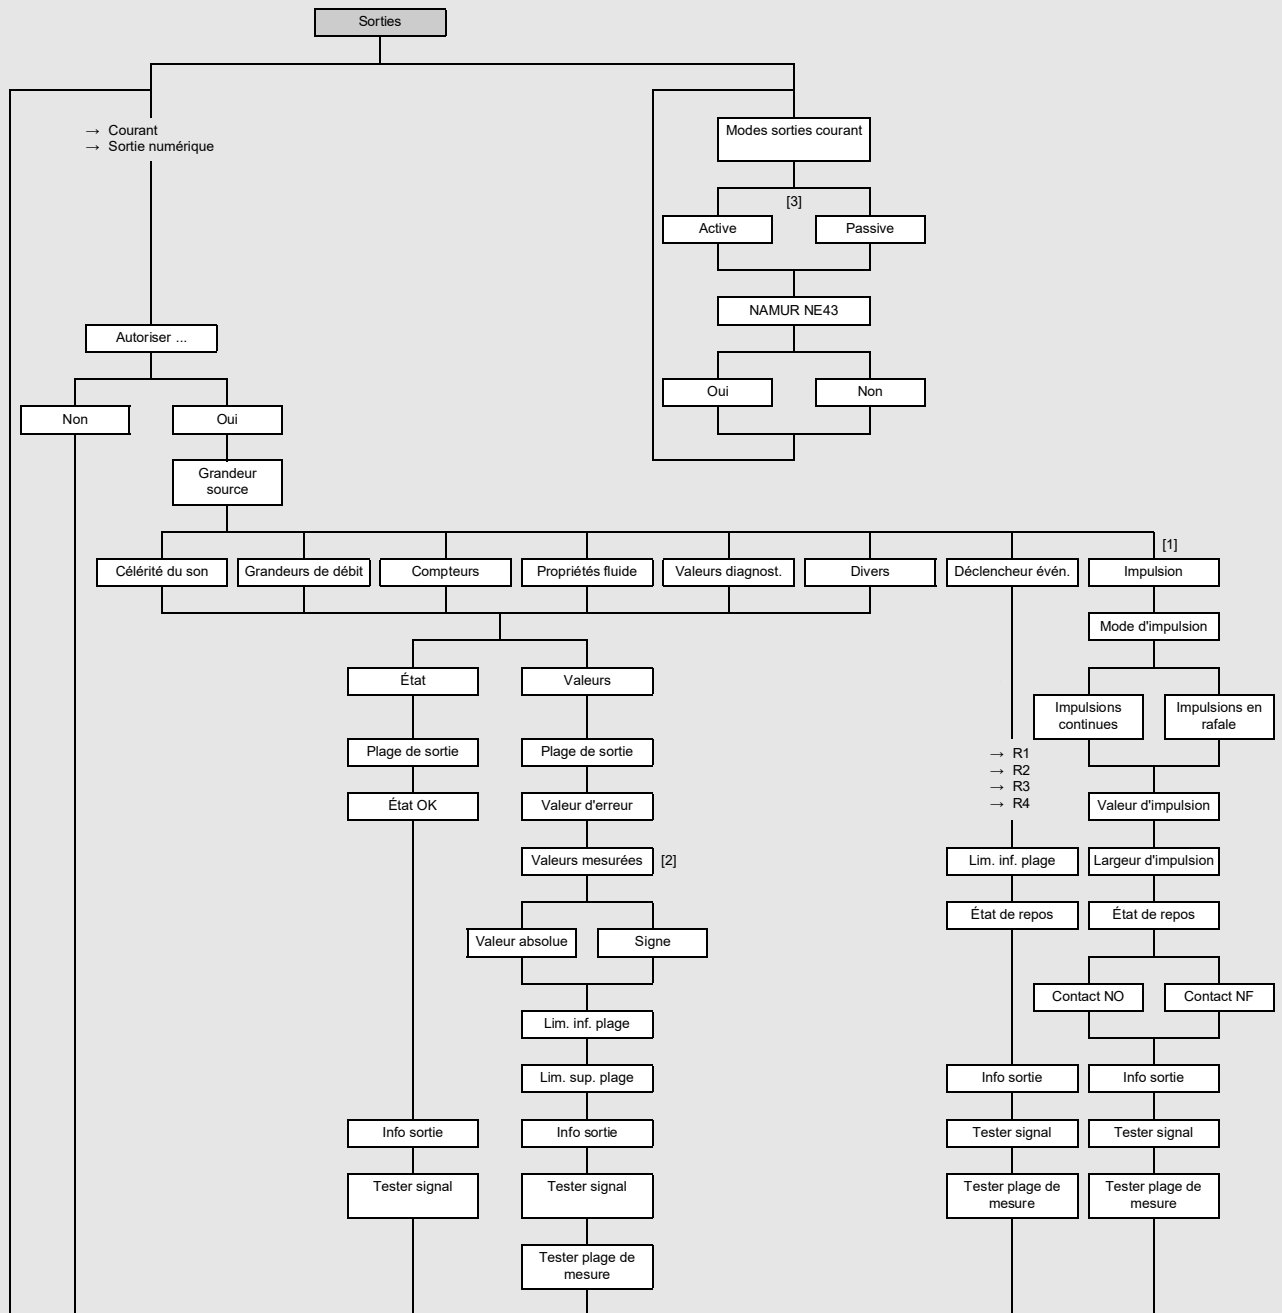 Sorties
→ Courant
→ Sortie numérique
Modes sorties courant
[3]
Active
Passive
NAMUR NE43
Autoriser ...
Oui
Non
Non
Oui
Grandeur
source
[1]
Célérité du son
Grandeurs de débit
Compteurs
Propriétés fluide
Valeurs diagnost.
Divers
Déclencheur évén.
Impulsion
Mode d'impulsion
État
Valeurs
Impulsions
continues
Impulsions en
rafale
Plage de sortie
Plage de sortie
→ R1
→ R2
→ R3
→ R4
État OK
Valeur d'erreur
Valeur d'impulsion
Valeurs mesurées
[2]
Lim. inf. plage
Largeur d'impulsion
État de repos
État de repos
Valeur absolue
Signe
Contact NO
Contact NF
Lim. inf. plage
Lim. sup. plage
Info sortie
Info sortie
Info sortie
Info sortie
Tester signal
Tester signal
Tester signal
Tester signal
Tester plage de
mesure
Tester plage de
mesure
Tester plage de
mesure